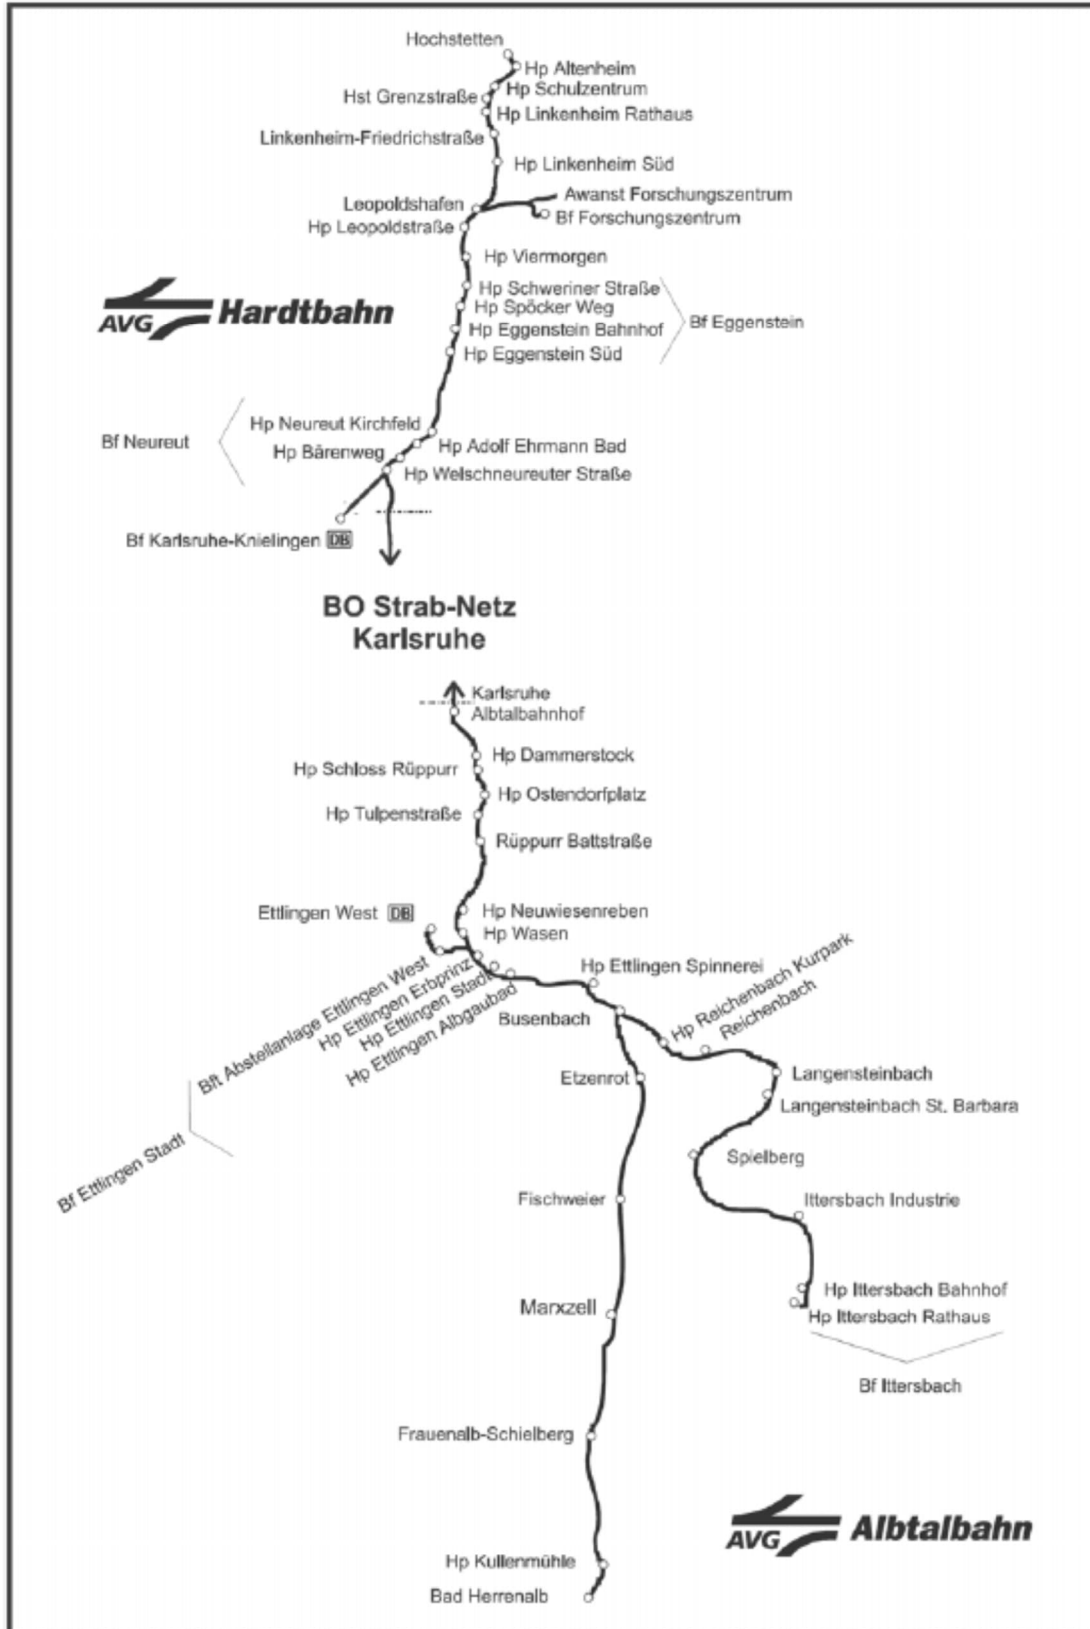 Hochstetten
Hp Altenheim
Hp Schulzentrum
Hst Grenzstraße
Hp Linkenheim Rathaus
Linkenheim-Friedrichstraße
Hp Linkenheim Süd
Awanst Forschungszentrum
Leopoldshafen
Bf Forschungszentrum
Hp Leopoldstraße
Hp Viermorgen
Hp Schweriner Straße
Hp Spöcker Weg
AVG Hardtbahn
Bf Eggenstein
Hp Eggenstein Bahnhof
Hp Eggenstein Süd
Hp Neureut Kirchfeld
Bf Neureut
Hp Adolf Ehrmann Bad
Hp Bärenweg
Hp Welschneureuter Straße
Bf Karlsruhe-Knielingen DB
BO Strab-Netz
Karlsruhe
Karlsruhe
Albtalbahnhof
Hp Dammerstock
Hp Schloss Rüppurr
Hp Ostendorfplatz
Hp Tulpenstraße
Rüppurr Battstraße
Ettlingen West DB
Hp Neuwiesenreben
Hp Wasen
Bft Abstellanlage Ettlingen West
Hp Ettlingen Erbprinz
Hp Ettlingen Stadt
Hp Ettlingen Albgaubad
Bf Ettlingen Stadt
Hp Ettlingen Spinnerei
Busenbach
Hp Reichenbach Kurpark
Reichenbach
Etzenrot
Langensteinbach
Langensteinbach St. Barbara
Spielberg
Fischweier
Ittersbach Industrie
Hp Ittersbach Bahnhof
Marxzell
Hp Ittersbach Rathaus
Bf Ittersbach
Frauenalb-Schielberg
AVG Albtalbahn
Hp Kullenmühle
Bad Herrenalb